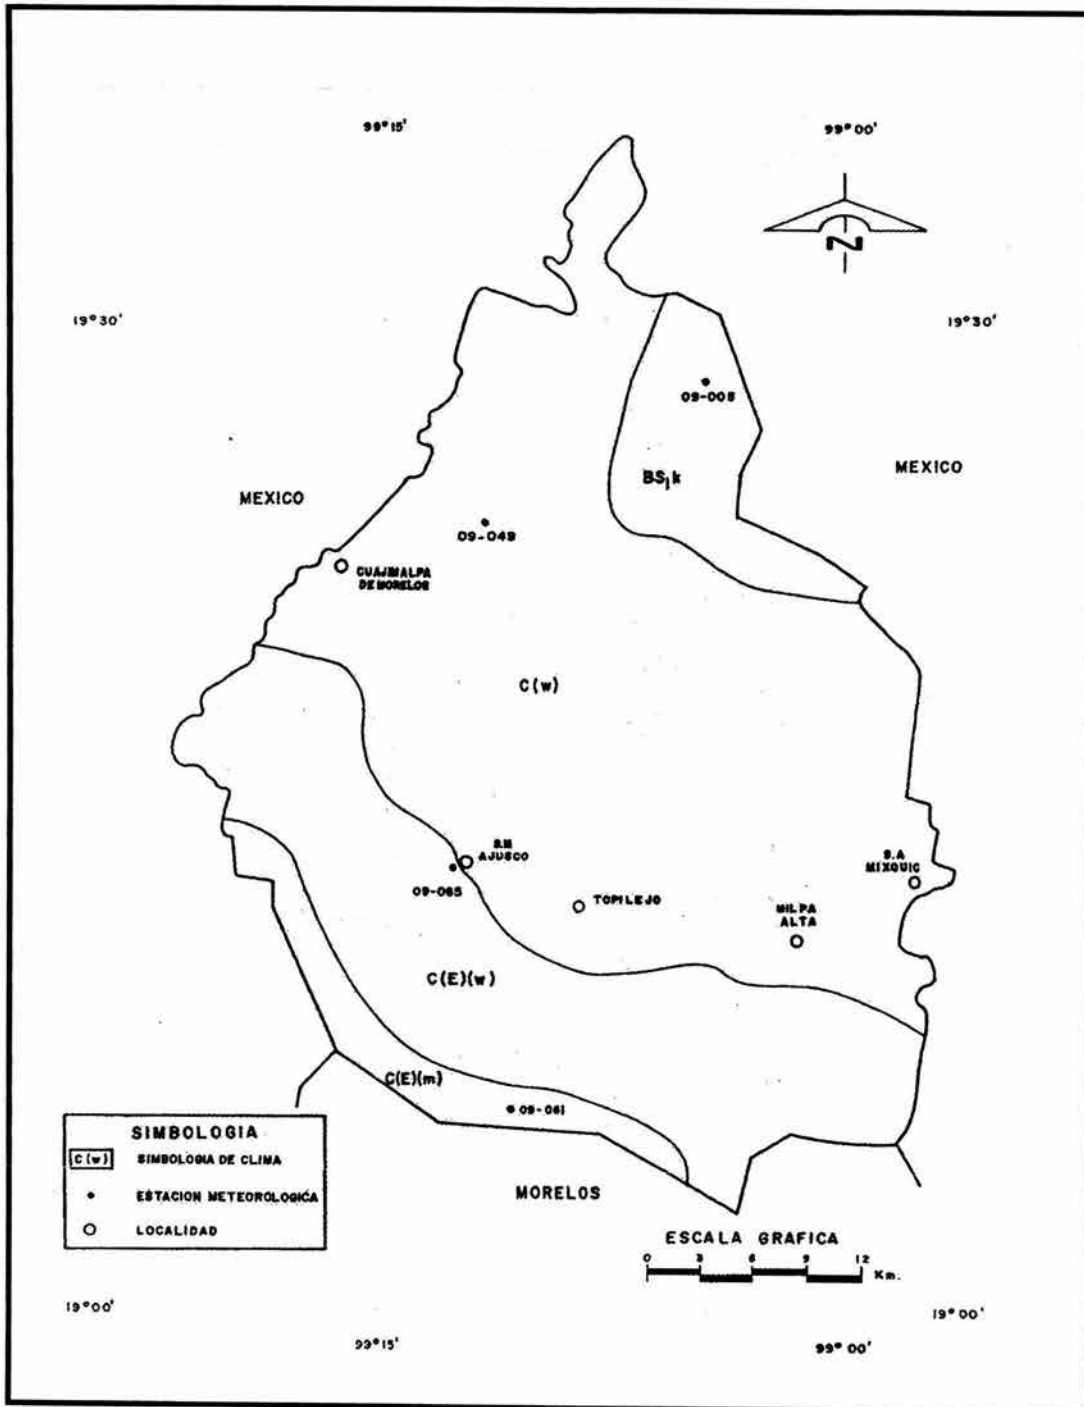 99°15'
99°00'
N
19°30'
19°30'
09-005
MEXICO
BS₁k
MEXICO
09-049
CUAJIMALPA
DE MORELOS
C(w)
S.M
AJUSCO
09-065
S.A
MIXQUIC
TOPILEJO
MILPA
ALTA
C(E)(w)
C(E)(m)
09-061
SIMBOLOGIA
C(w) SIMBOLOGIA DE CLIMA
ESTACION METEOROLOGICA
LOCALIDAD
MORELOS
ESCALA GRAFICA
0 3 6 9 12
Km.
19°00'
19°00'
99°15'
99°00'